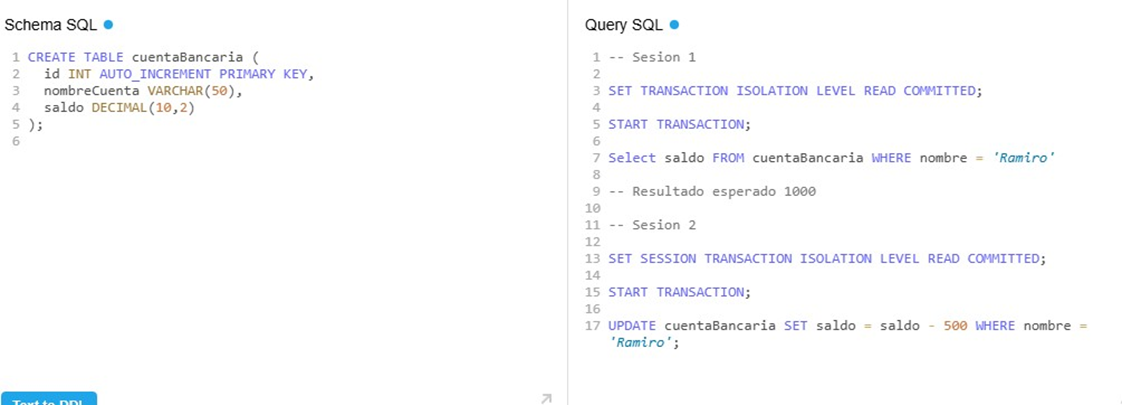 Schema SQL
1 CREATE TABLE cuentaBancaria (
2 id INT AUTO_INCREMENT PRIMARY KEY,
3 nombreCuenta VARCHAR(50),
4 saldo DECIMAL(10,2)
5 );
6
Query SQL
1 -- Sesion 1
2
3 SET TRANSACTION ISOLATION LEVEL READ COMMITTED;
4
5 START TRANSACTION;
6
7 Select saldo FROM cuentaBancaria WHERE nombre = 'Ramiro'
8
9 -- Resultado esperado 1000
10
11 -- Sesion 2
12
13 SET SESSION TRANSACTION ISOLATION LEVEL READ COMMITTED;
14
15 START TRANSACTION;
16
17 UPDATE cuentaBancaria SET saldo = saldo - 500 WHERE nombre =
'Ramiro';
Text to DDL